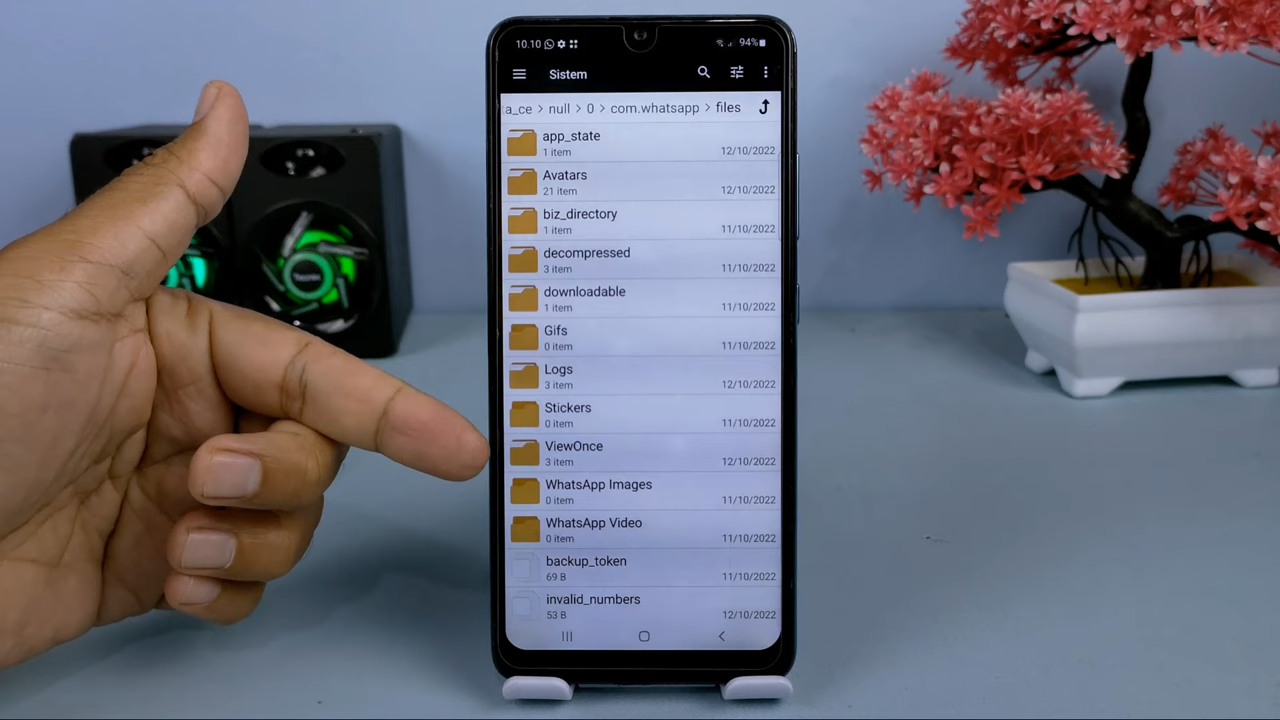 10.10 94%
Sistem
a_ce > null > 0 > com.whatsapp > files
app_state
1 item 12/10/2022
Avatars
21 item 12/10/2022
biz_directory
1 item 11/10/2022
decompressed
3 item 11/10/2022
downloadable
1 item 11/10/2022
Gifs
0 item 11/10/2022
Logs
3 item 12/10/2022
Stickers
0 item 11/10/2022
ViewOnce
3 item 12/10/2022
WhatsApp Images
0 item 11/10/2022
WhatsApp Video
0 item 11/10/2022
backup_token
69 B 11/10/2022
invalid_numbers
53 B 12/10/2022